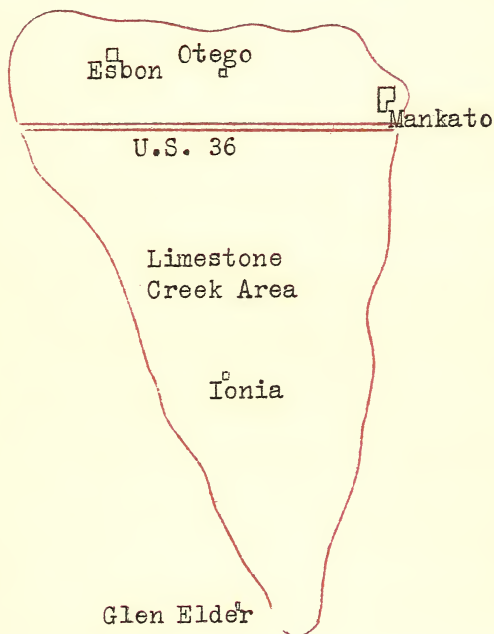 Otego
Esbon
Mankato
U.S. 36
Limestone
Creek Area
Ionia
Glen Elder